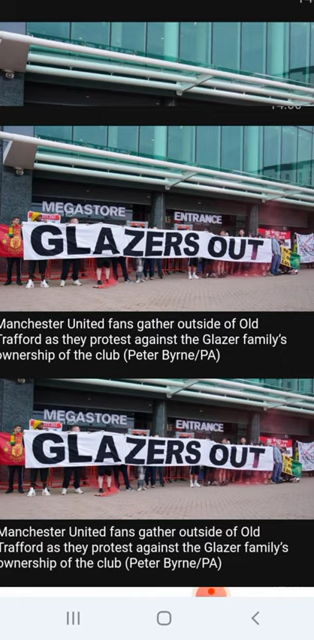 MEGASTORE
ENTRANCE
GLAZERS OUT
Manchester United fans gather outside of Old
Trafford as they protest against the Glazer family's
ownership of the club (Peter Byrne/PA)
MEGASTORE
ENTRANCE
GLAZERS OUT
Manchester United fans gather outside of Old
Trafford as they protest against the Glazer family's
ownership of the club (Peter Byrne/PA)